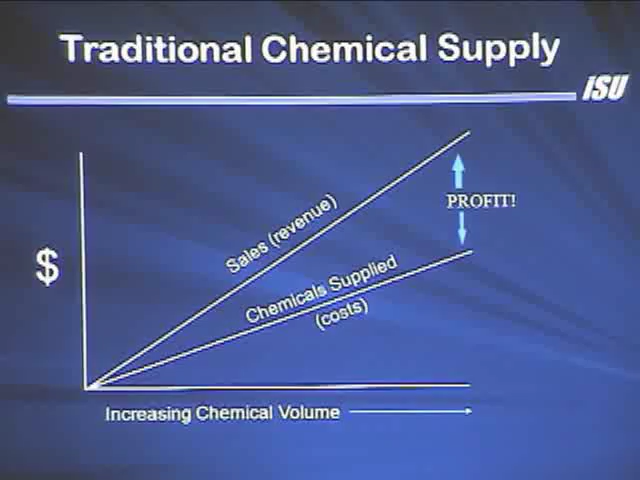 Traditional Chemical Supply
iSU
Sales (revenue)
PROFIT!
$
Chemicals Supplied
(costs)
Increasing Chemical Volume